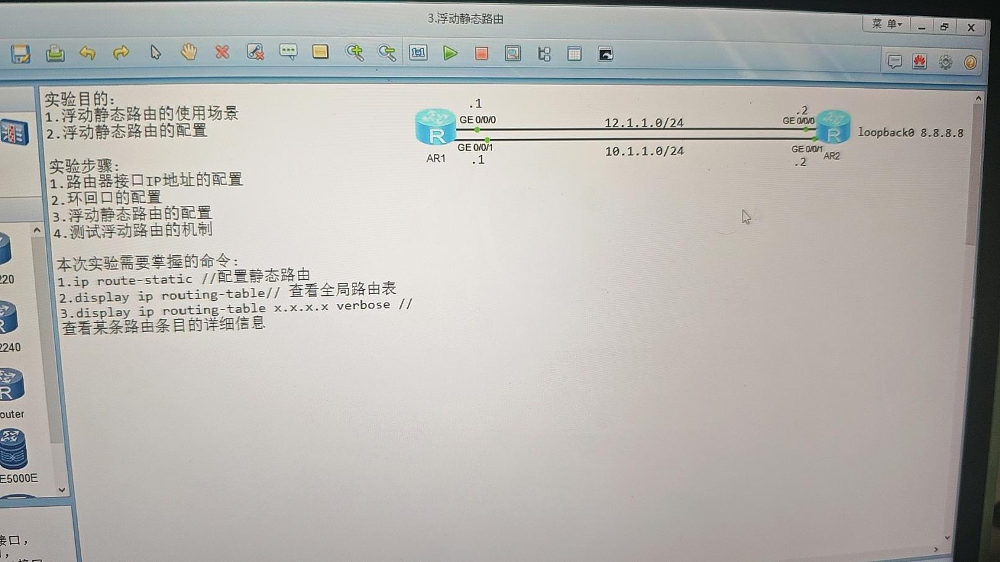 3.浮动静态路由
菜 单
实验目的:
1.浮动静态路由的使用场景
2.浮动静态路由的配置
实验步骤:
1.路由器接口IP地址的配置
2.环回口的配置
3.浮动静态路由的配置
4.测试浮动路由的机制
本次实验需要掌握的命令:
1.ip route-static //配置静态路由
2.display ip routing-table// 查看全局路由表
3.display ip routing-table x.x.x.x verbose //
查看某条路由条目的详细信息
.1
GE 0/0/0
R
GE 0/0/1
AR1
.1
12.1.1.0/24
10.1.1.0/24
.2
GE 0/0/0
R
GE 0/0/1
AR2
.2
loopback0 8.8.8.8
220
R
2240
R
outer
E5000E
接口，